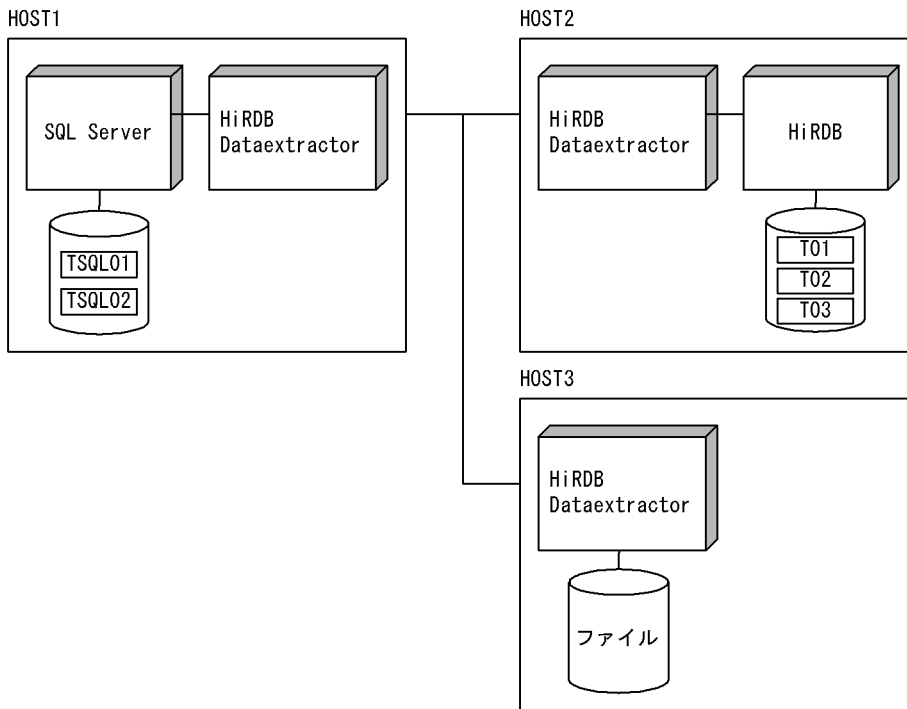 HOST1
SQL Server
HiRDB
Dataextractor
TSQL01
TSQL02
HOST2
HiRDB
Dataextractor
HiRDB
T01
T02
T03
HOST3
HiRDB
Dataextractor
ファイル